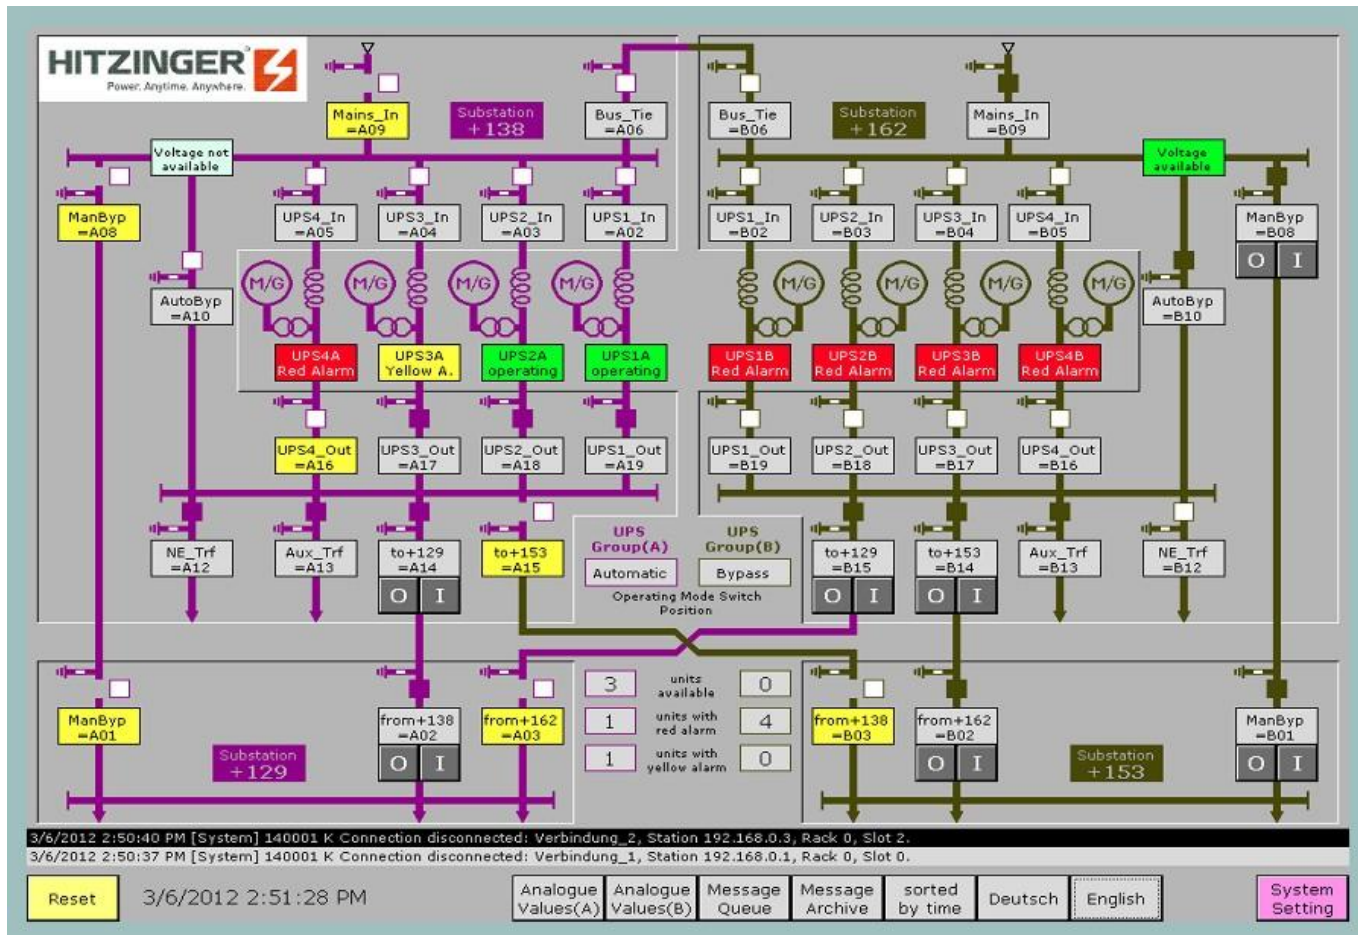 HITZINGER
Power. Anytime. Anywhere.
Mains_In
=A09
Substation
+138
Bus_Tie
=A06
Bus_Tie
=B06
Substation
+162
Mains_In
=B09
Voltage not
available
Voltage
available
ManByp
=A08
UPS4_In
=A05
UPS3_In
=A04
UPS2_In
=A03
UPS1_In
=A02
UPS1_In
=B02
UPS2_In
=B03
UPS3_In
=B04
UPS4_In
=B05
ManByp
=B08
O I
AutoByp
=A10
M/G
M/G
M/G
M/G
M/G
M/G
M/G
M/G
AutoByp
=B10
UPS4A
Red Alarm
UPS3A
Yellow A.
UPS2A
operating
UPS1A
operating
UPS1B
Red Alarm
UPS2B
Red Alarm
UPS3B
Red Alarm
UPS4B
Red Alarm
UPS4_Out
=A16
UPS3_Out
=A17
UPS2_Out
=A18
UPS1_Out
=A19
UPS1_Out
=B19
UPS2_Out
=B18
UPS3_Out
=B17
UPS4_Out
=B16
NE_Trf
=A12
Aux_Trf
=A13
to+129
=A14
O I
to+153
=A15
UPS
Group(A)
UPS
Group(B)
Automatic
Bypass
Operating Mode Switch
Position
to+129
=B15
O I
to+153
=B14
O I
Aux_Trf
=B13
NE_Trf
=B12
3 units available 0
1 units with red alarm 4
1 units with yellow alarm 0
ManByp
=A01
Substation
+129
from+138
=A02
O I
from+162
=A03
from+138
=B03
from+162
=B02
O I
Substation
+153
ManByp
=B01
O I
3/6/2012 2:50:40 PM [System] 140001 K Connection disconnected: Verbindung_2, Station 192.168.0.3, Rack 0, Slot 2.
3/6/2012 2:50:37 PM [System] 140001 K Connection disconnected: Verbindung_1, Station 192.168.0.1, Rack 0, Slot 0.
Reset
3/6/2012 2:51:28 PM
Analogue
Values(A)
Analogue
Values(B)
Message
Queue
Message
Archive
sorted
by time
Deutsch
English
System
Setting